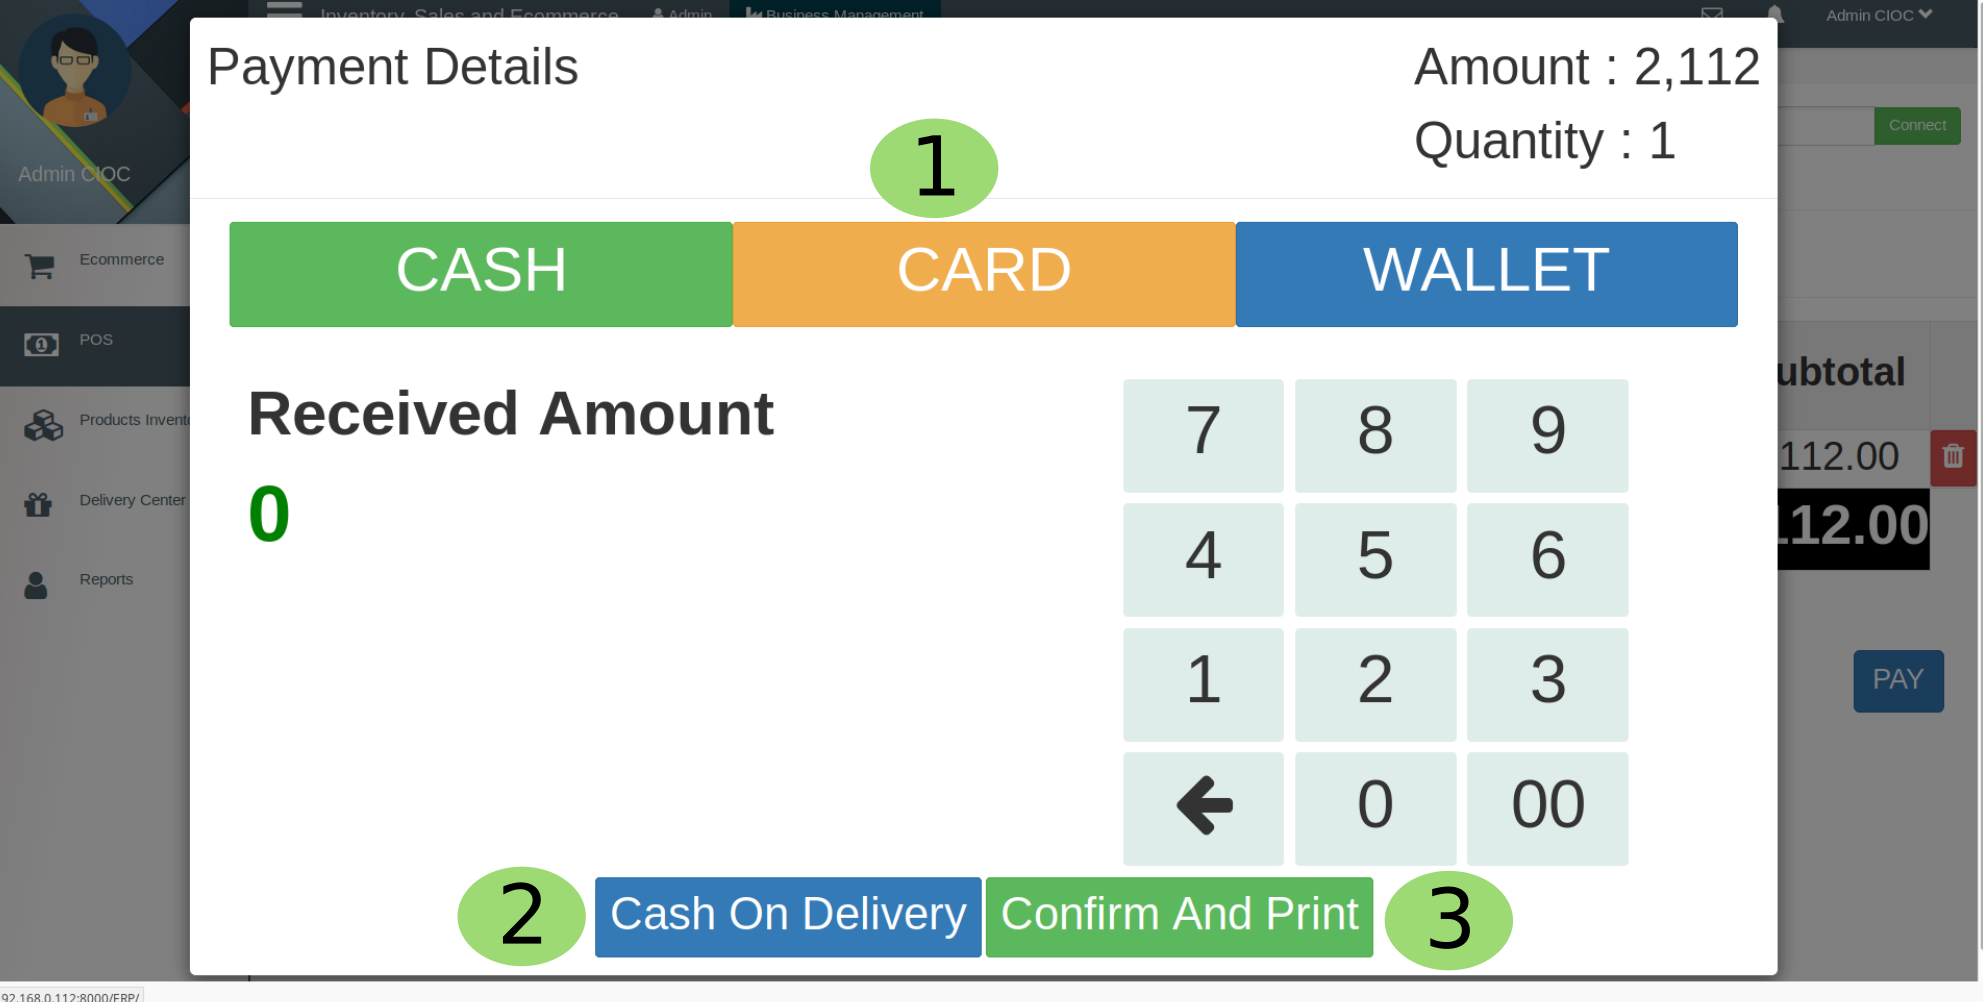 Inventory, Sales and Ecommerce Admin Business Management Admin CIOC
Payment Details
Amount : 2,112
Quantity : 1
Connect
Admin CIOC
1
CASH CARD WALLET
Ecommerce
POS
Products Invento
Delivery Center
Reports
Received Amount
0
7 8 9
4 5 6
1 2 3
0 00
ubtotal
112.00
112.00
PAY
2 Cash On Delivery Confirm And Print 3
92.168.0.112:8000/ERP/